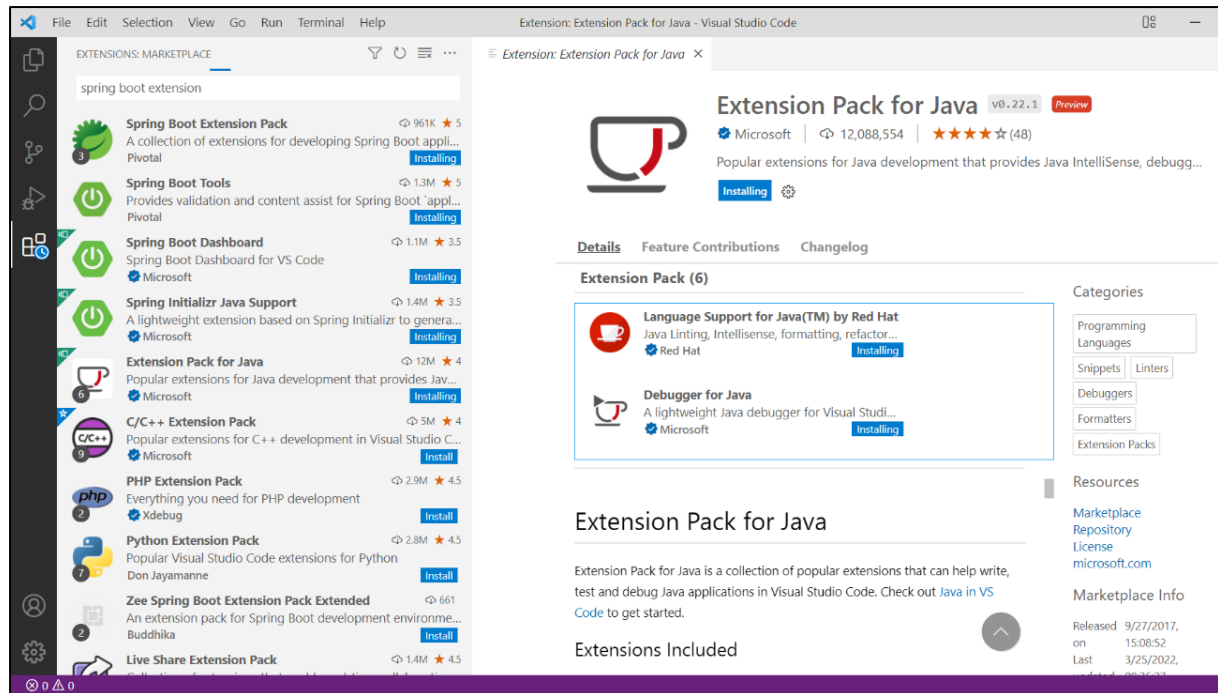 File Edit Selection View Go Run Terminal Help
Extension: Extension Pack for Java - Visual Studio Code
EXTENSIONS: MARKETPLACE
spring boot extension
Spring Boot Extension Pack 961K ★ 5
A collection of extensions for developing Spring Boot appli...
Pivotal Installing
3
Spring Boot Tools 1.3M ★ 5
Provides validation and content assist for Spring Boot `appl...
Pivotal Installing
Spring Boot Dashboard 1.1M ★ 3.5
Spring Boot Dashboard for VS Code
Microsoft Installing
Spring Initializr Java Support 1.4M ★ 3.5
A lightweight extension based on Spring Initializr to genera...
Microsoft Installing
Extension Pack for Java 12M ★ 4
Popular extensions for Java development that provides Jav...
Microsoft Installing
6
C/C++ Extension Pack 5M ★ 4
Popular extensions for C++ development in Visual Studio C...
Microsoft Install
C/C++
9
PHP Extension Pack 2.9M ★ 4.5
Everything you need for PHP development
Xdebug Install
php
2
Python Extension Pack 2.8M ★ 4.5
Popular Visual Studio Code extensions for Python
Don Jayamanne Install
7
Zee Spring Boot Extension Pack Extended 661
An extension pack for Spring Boot development environme...
Buddhika Install
2
Live Share Extension Pack 1.4M ★ 4.5
Extension: Extension Pack for Java ×
Extension Pack for Java v0.22.1 Preview
Microsoft 12,088,554 ★★★★☆ (48)
Popular extensions for Java development that provides Java IntelliSense, debugg...
Installing
Details Feature Contributions Changelog
Extension Pack (6)
Language Support for Java(TM) by Red Hat
Java Linting, Intellisense, formatting, refactor...
Red Hat Installing
Debugger for Java
A lightweight Java debugger for Visual Studi...
Microsoft Installing
Extension Pack for Java
Extension Pack for Java is a collection of popular extensions that can help write,
test and debug Java applications in Visual Studio Code. Check out Java in VS
Code to get started.
Extensions Included
Categories
Programming
Languages
Snippets Linters
Debuggers
Formatters
Extension Packs
Resources
Marketplace
Repository
License
microsoft.com
Marketplace Info
Released 9/27/2017,
on 15:08:52
Last 3/25/2022,
0 0